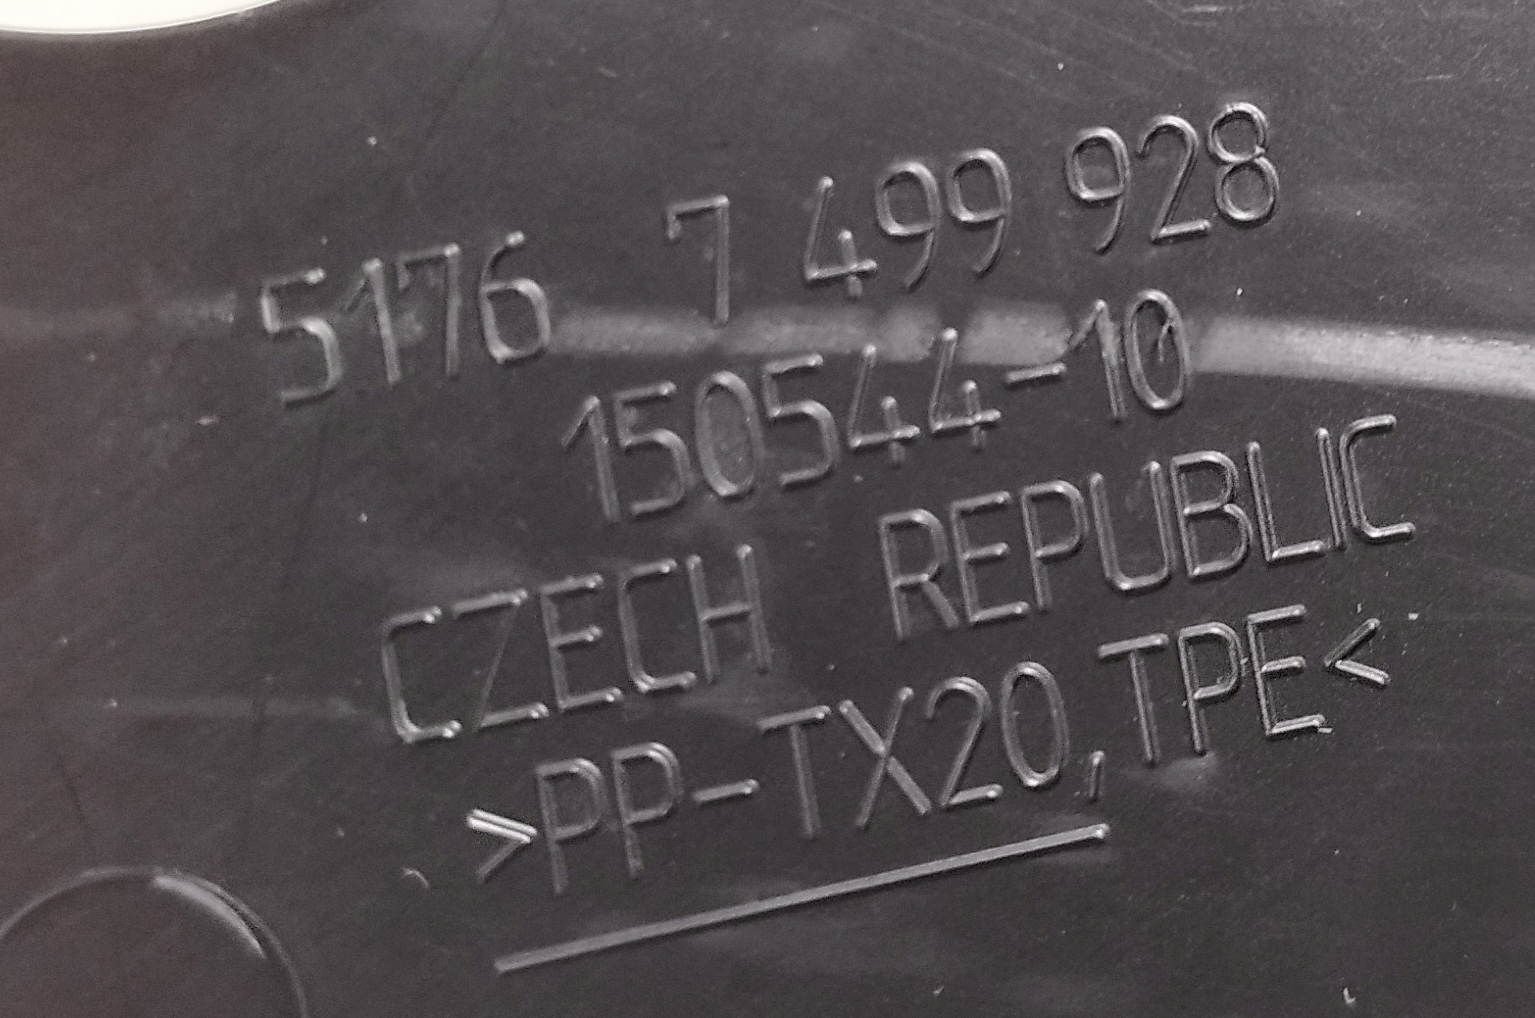 5176 7 499 928
150544-10
CZECH REPUBLIC
>PP-TX20,TPE<